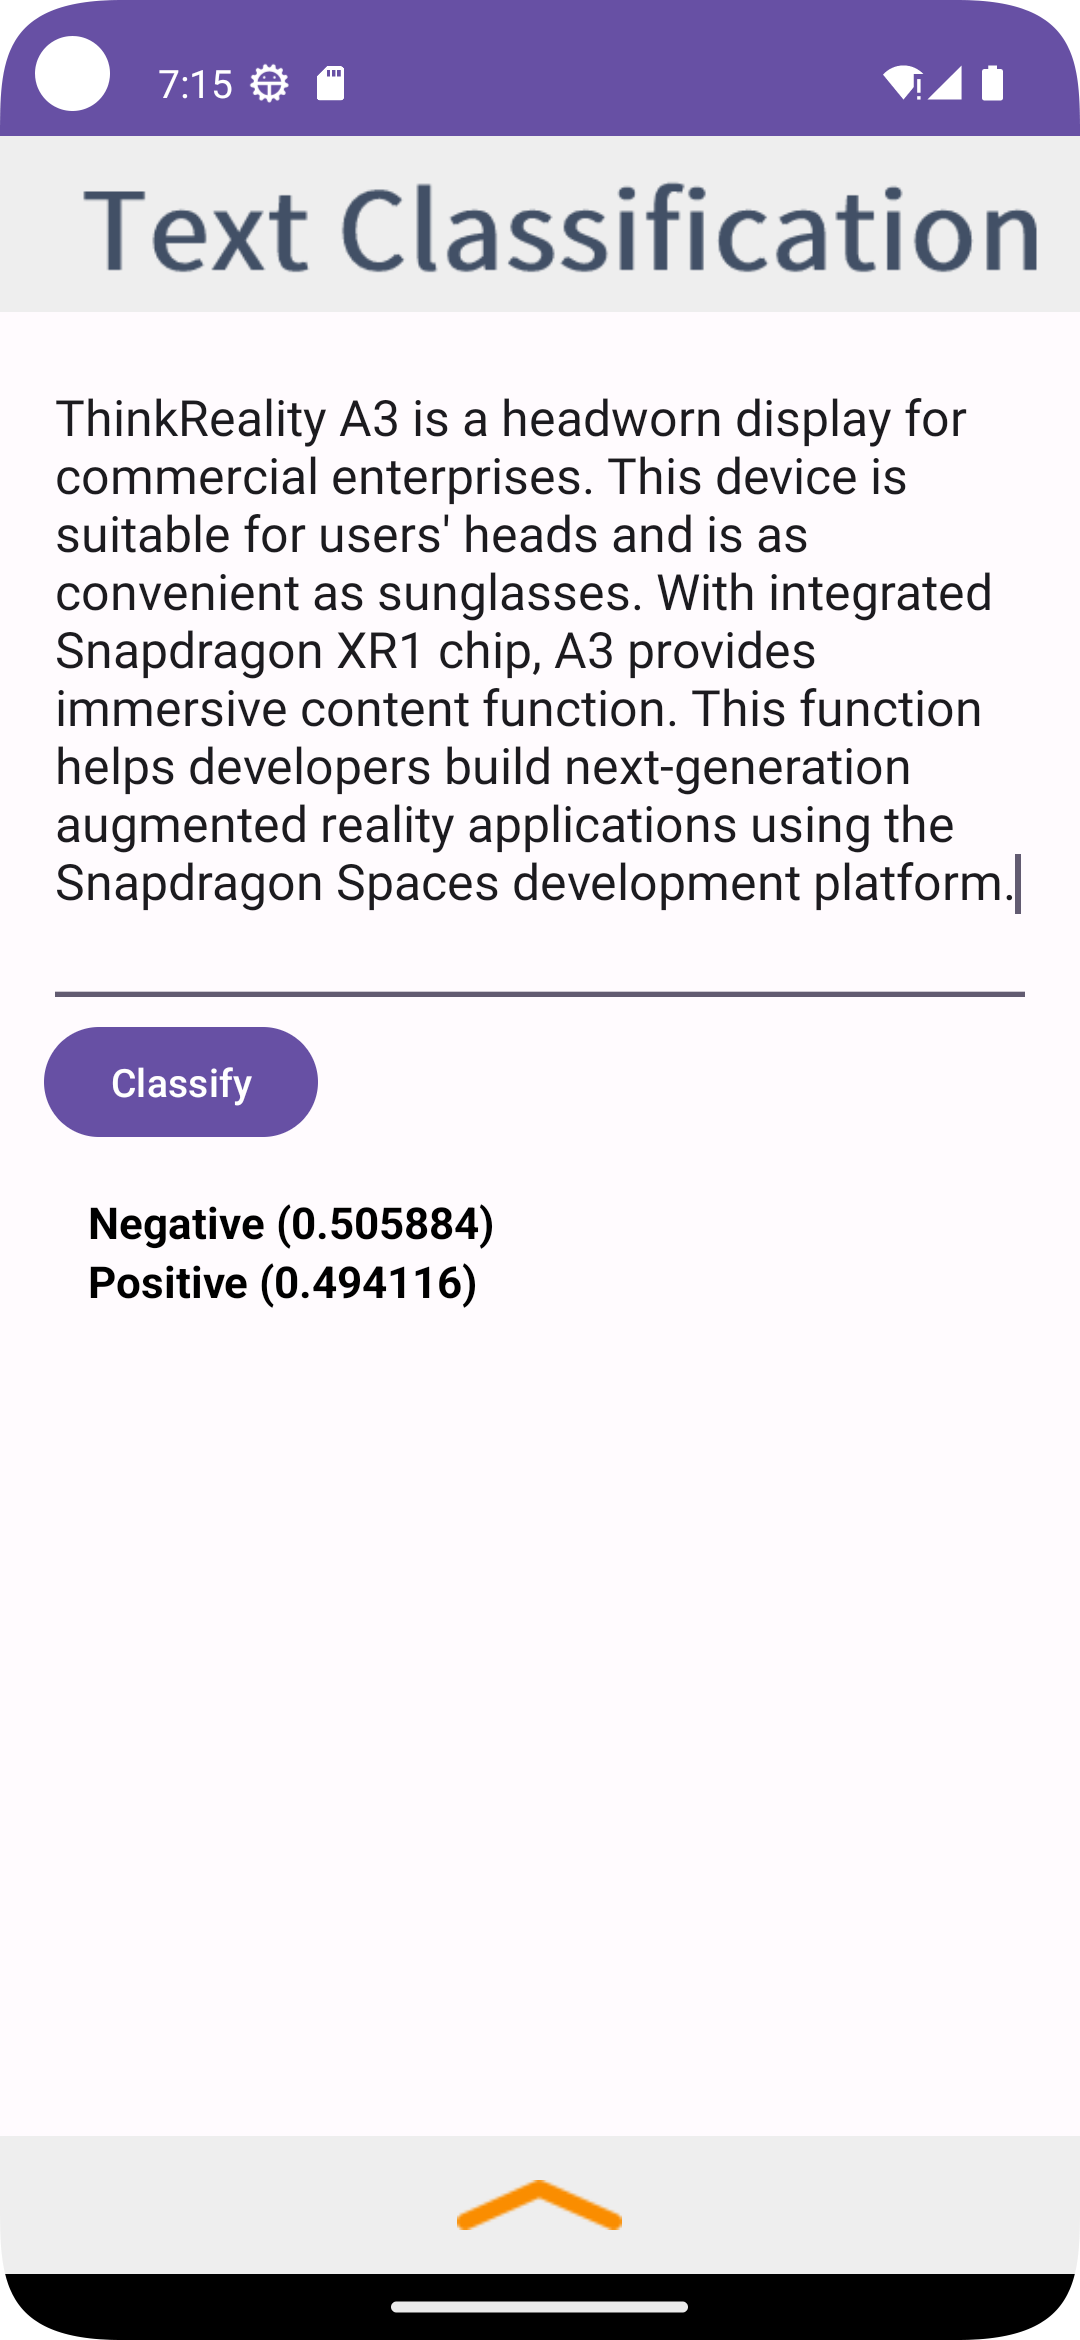 7:15
Text Classification
ThinkReality A3 is a headworn display for
commercial enterprises. This device is
suitable for users' heads and is as
convenient as sunglasses. With integrated
Snapdragon XR1 chip, A3 provides
immersive content function. This function
helps developers build next-generation
augmented reality applications using the
Snapdragon Spaces development platform.
Classify
Negative (0.505884)
Positive (0.494116)